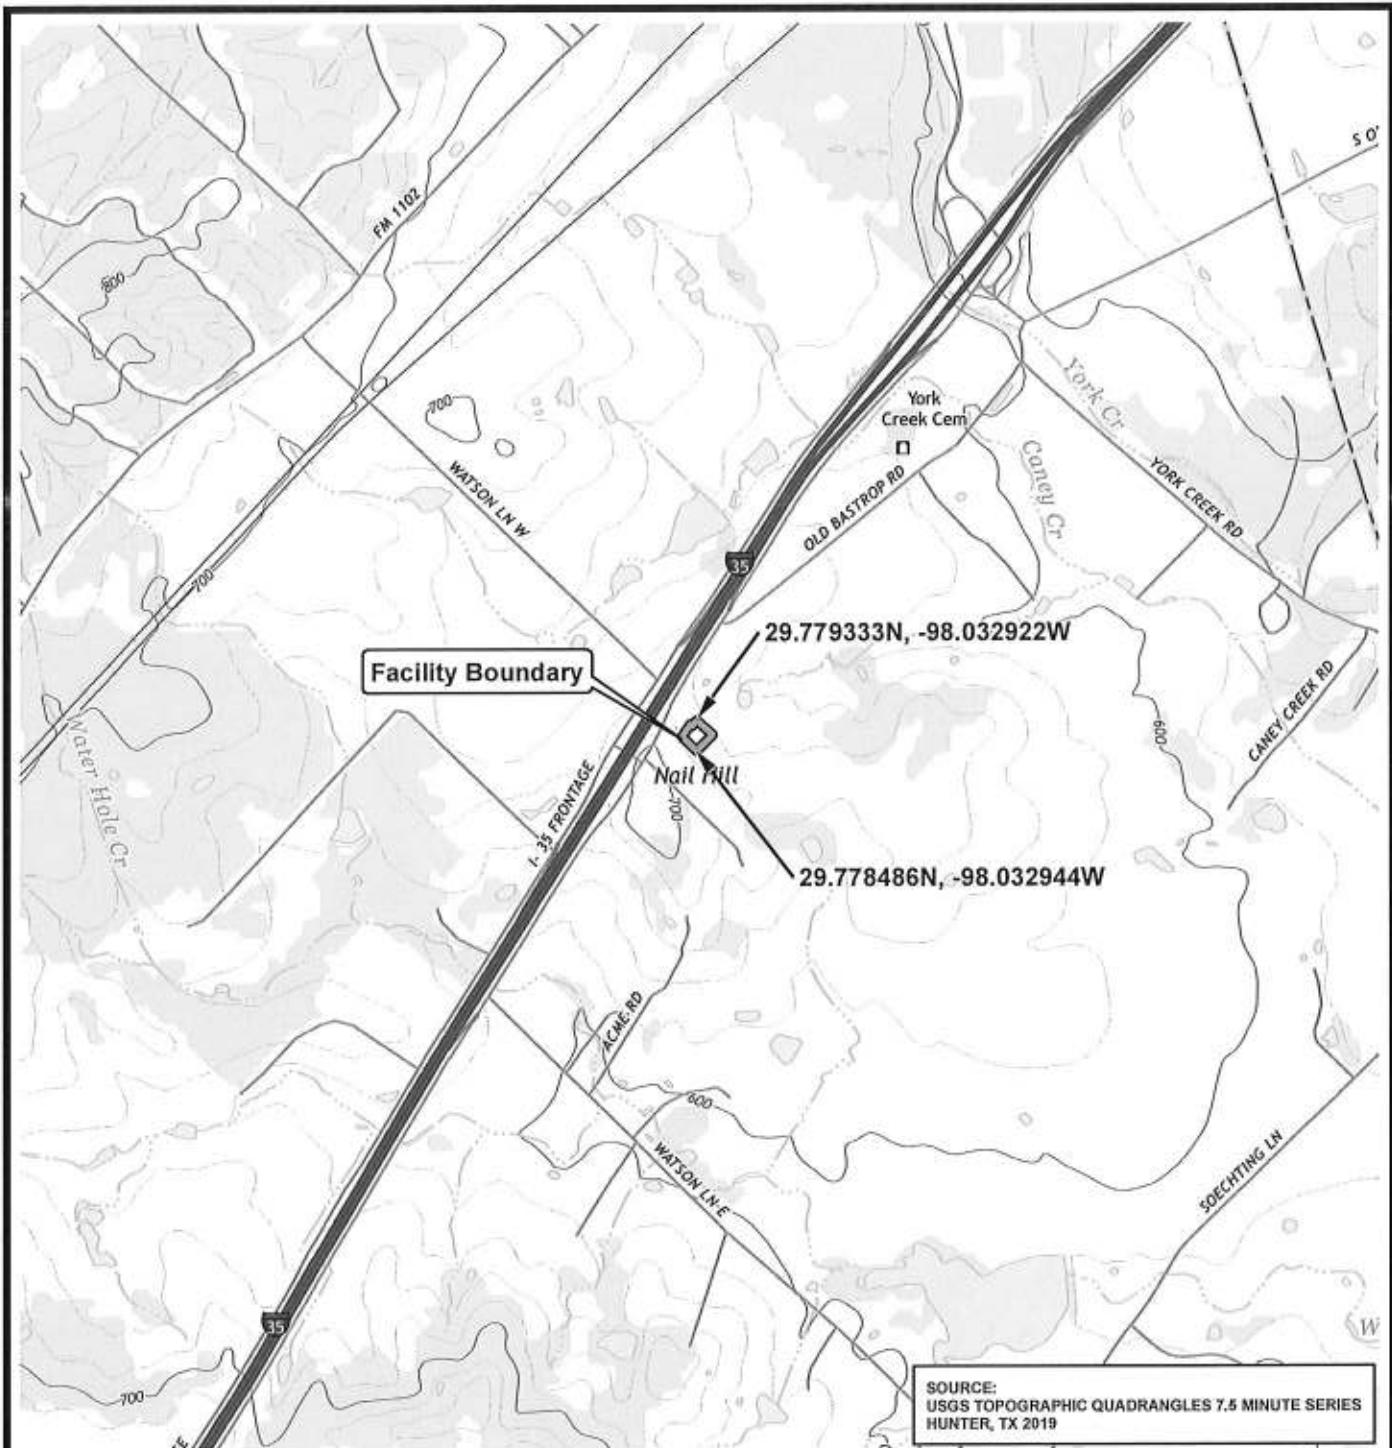 S O'
FM 1102
800
York Cr
York
Creek Cem
700
Caney Cr
WATSON LN W
YORK CREEK RD
OLD BASTROP RD
35
700
29.779333N, -98.032922W
Facility Boundary
CANEY CREEK RD
600
Water Hole Cr
Nail Hill
I- 35 FRONTAGE
700
29.778486N, -98.032944W
ACME RD
600
WATSON LN E
SOECHTING LN
35
W
700
SOURCE:
USGS TOPOGRAPHIC QUADRANGLES 7.5 MINUTE SERIES
HUNTER, TX 2019